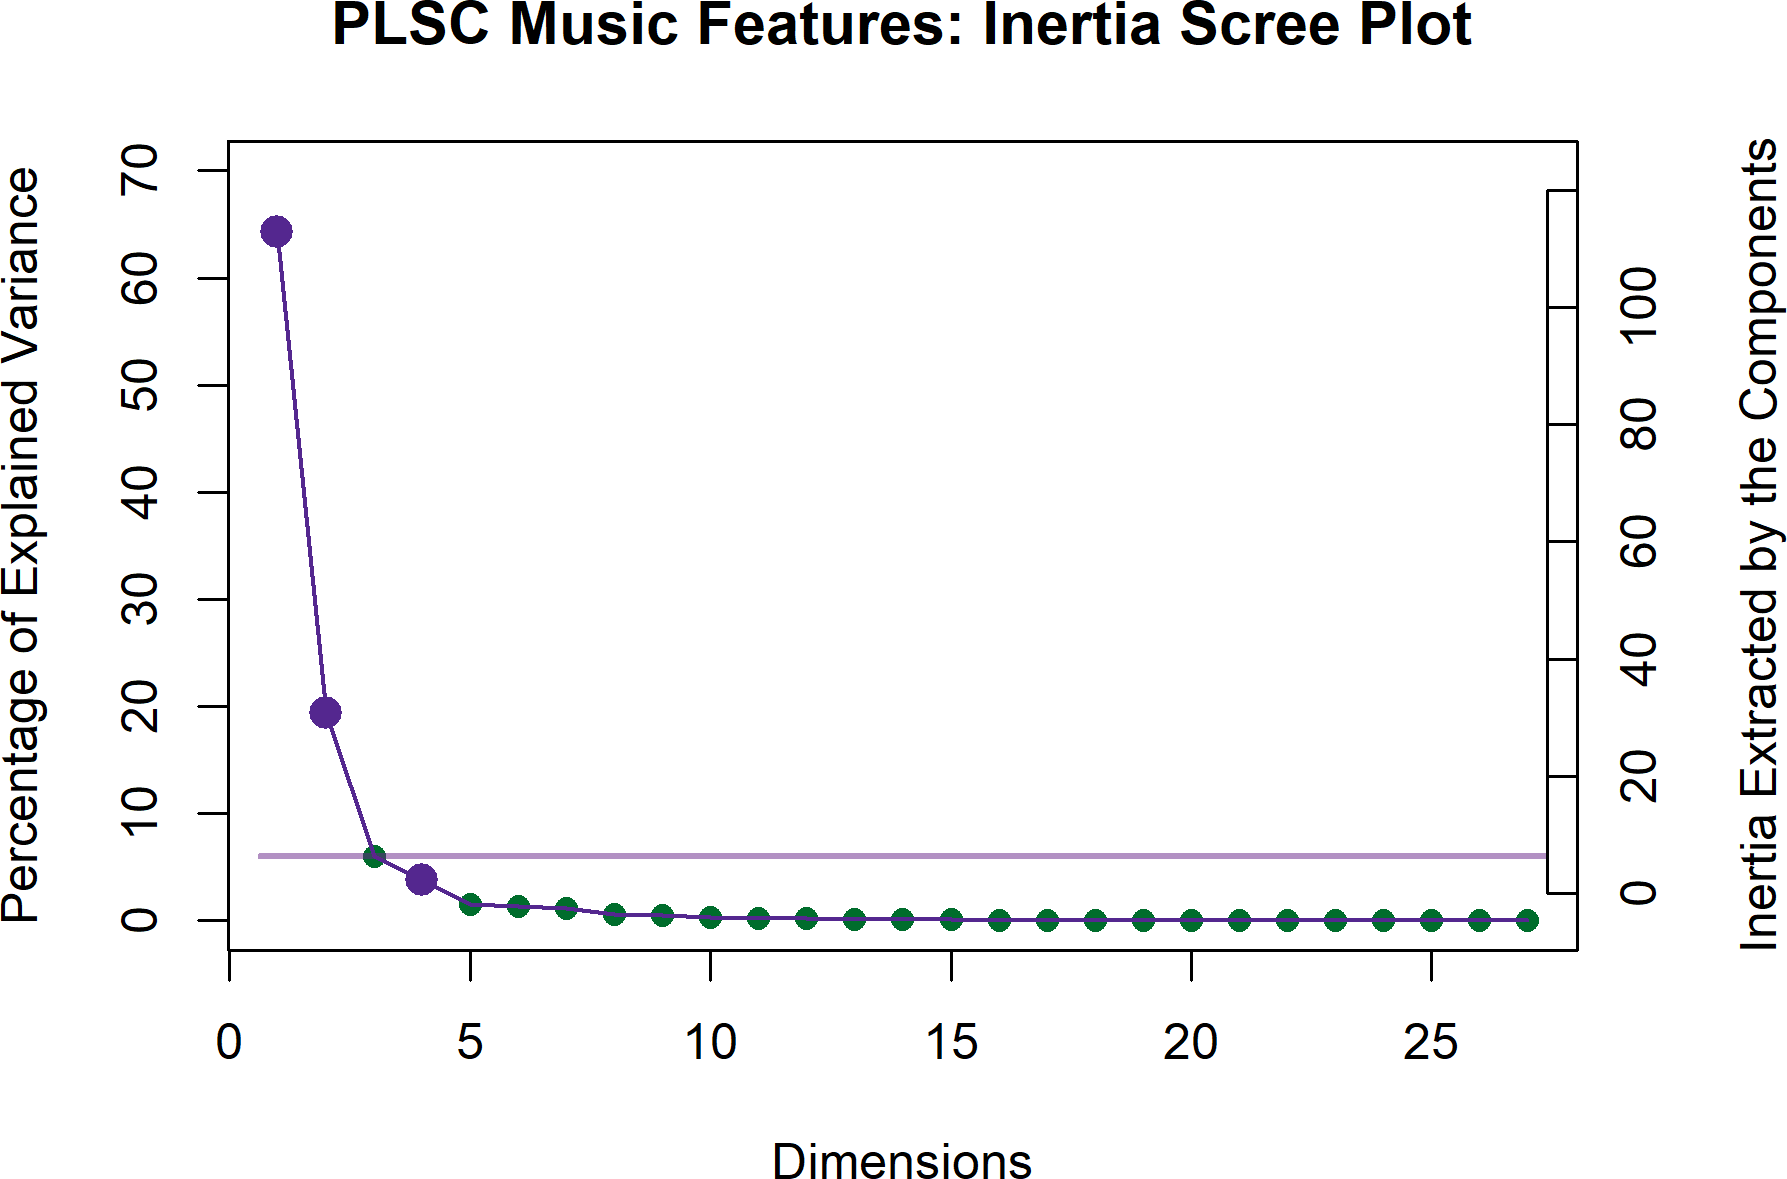 PLSC Music Features: Inertia Scree Plot
Percentage of Explained Variance
70
60
50
40
30
20
10
0
100
80
60
40
20
0
Inertia Extracted by the Components
0 5 10 15 20 25
Dimensions